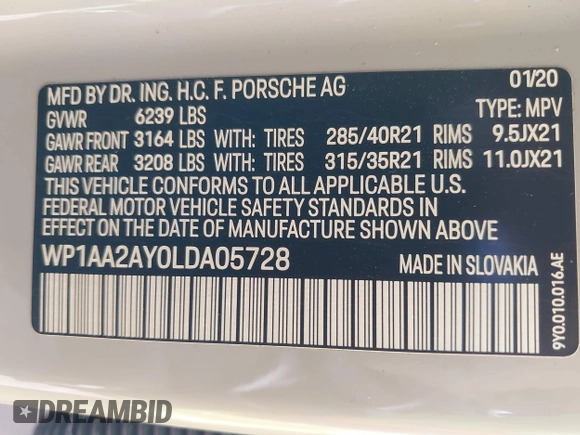 MFD BY DR. ING. H.C. F. PORSCHE AG 01/20
GVWR 6239 LBS TYPE: MPV
GAWR FRONT 3164 LBS WITH: TIRES 285/40R21 RIMS 9.5JX21
GAWR REAR 3208 LBS WITH: TIRES 315/35R21 RIMS 11.0JX21
THIS VEHICLE CONFORMS TO ALL APPLICABLE U.S.
FEDERAL MOTOR VEHICLE SAFETY STANDARDS IN
EFFECT ON THE DATE OF MANUFACTURE SHOWN ABOVE
WP1AA2AY0LDA05728 MADE IN SLOVAKIA
9Y0.010.016.AE
DREAMBID